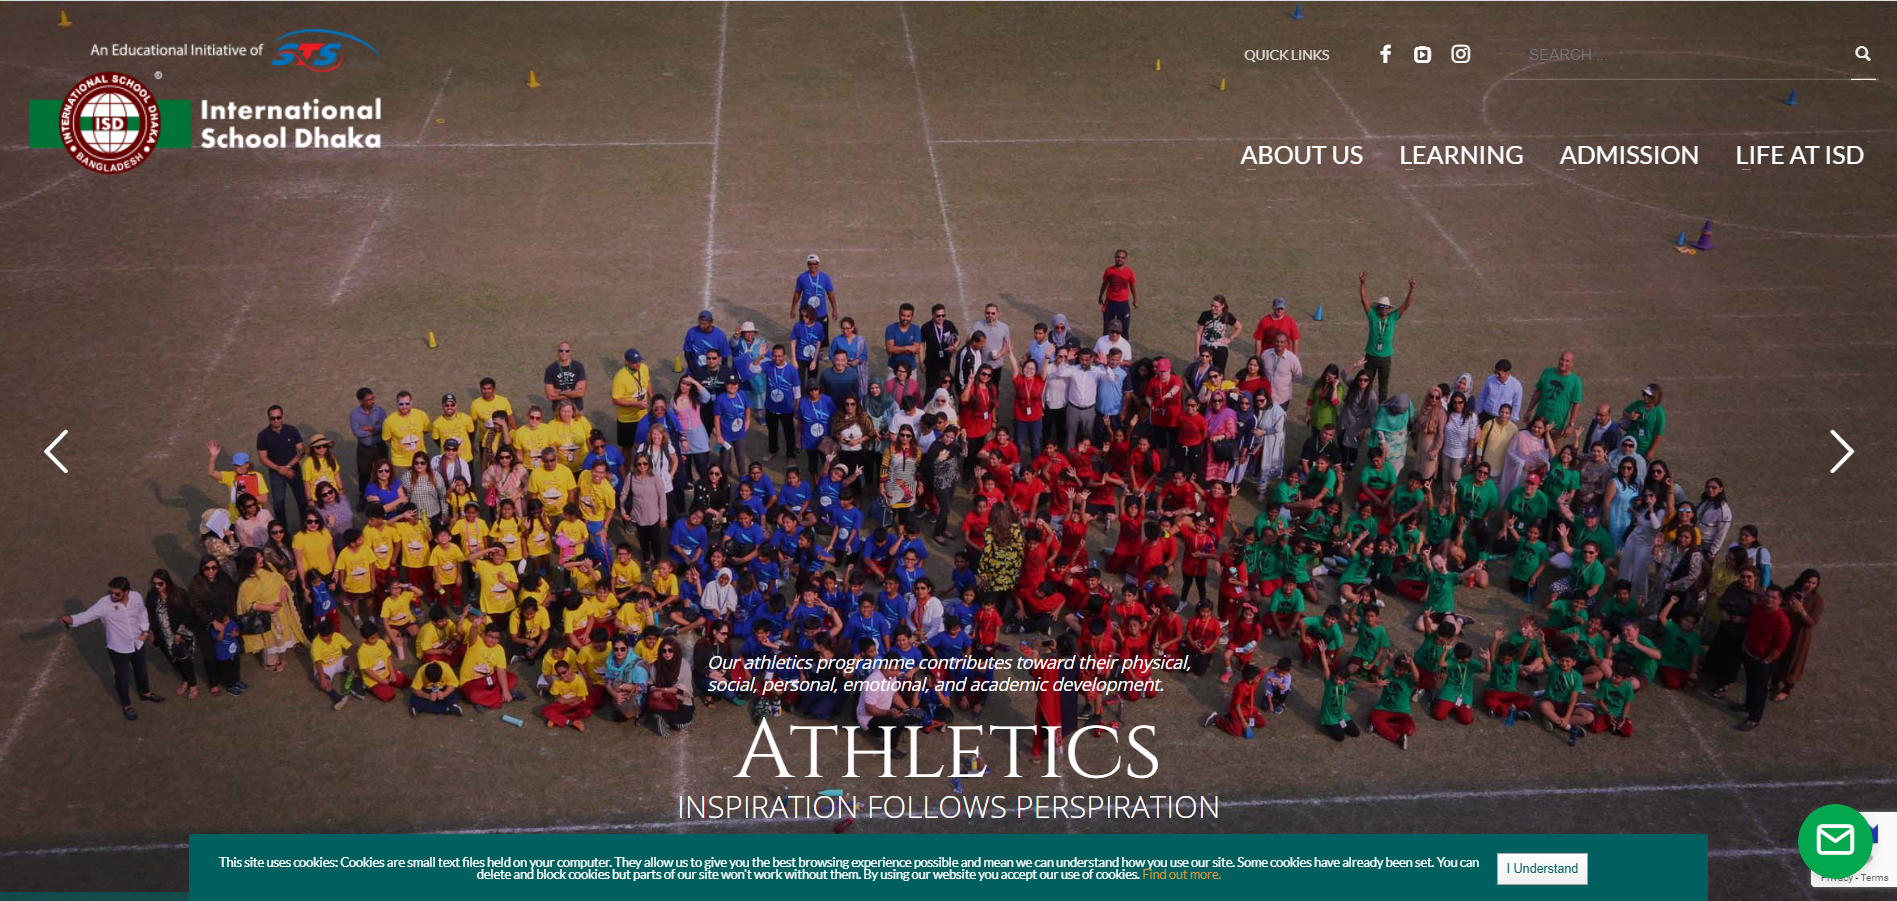 An Educational Initiative of STS
INTERNATIONAL SCHOOL DHAKA
ISD
BANGLADESH
®
International
School Dhaka
QUICK LINKS
SEARCH ...
ABOUT US
LEARNING
ADMISSION
LIFE AT ISD
Our athletics programme contributes toward their physical,
social, personal, emotional, and academic development.
ATHLETICS
INSPIRATION FOLLOWS PERSPIRATION
This site uses cookies: Cookies are small text files held on your computer. They allow us to give you the best browsing experience possible and mean we can understand how you use our site. Some cookies have already been set. You can
delete and block cookies but parts of our site won't work without them. By using our website you accept our use of cookies. Find out more.
I Understand
Privacy - Terms